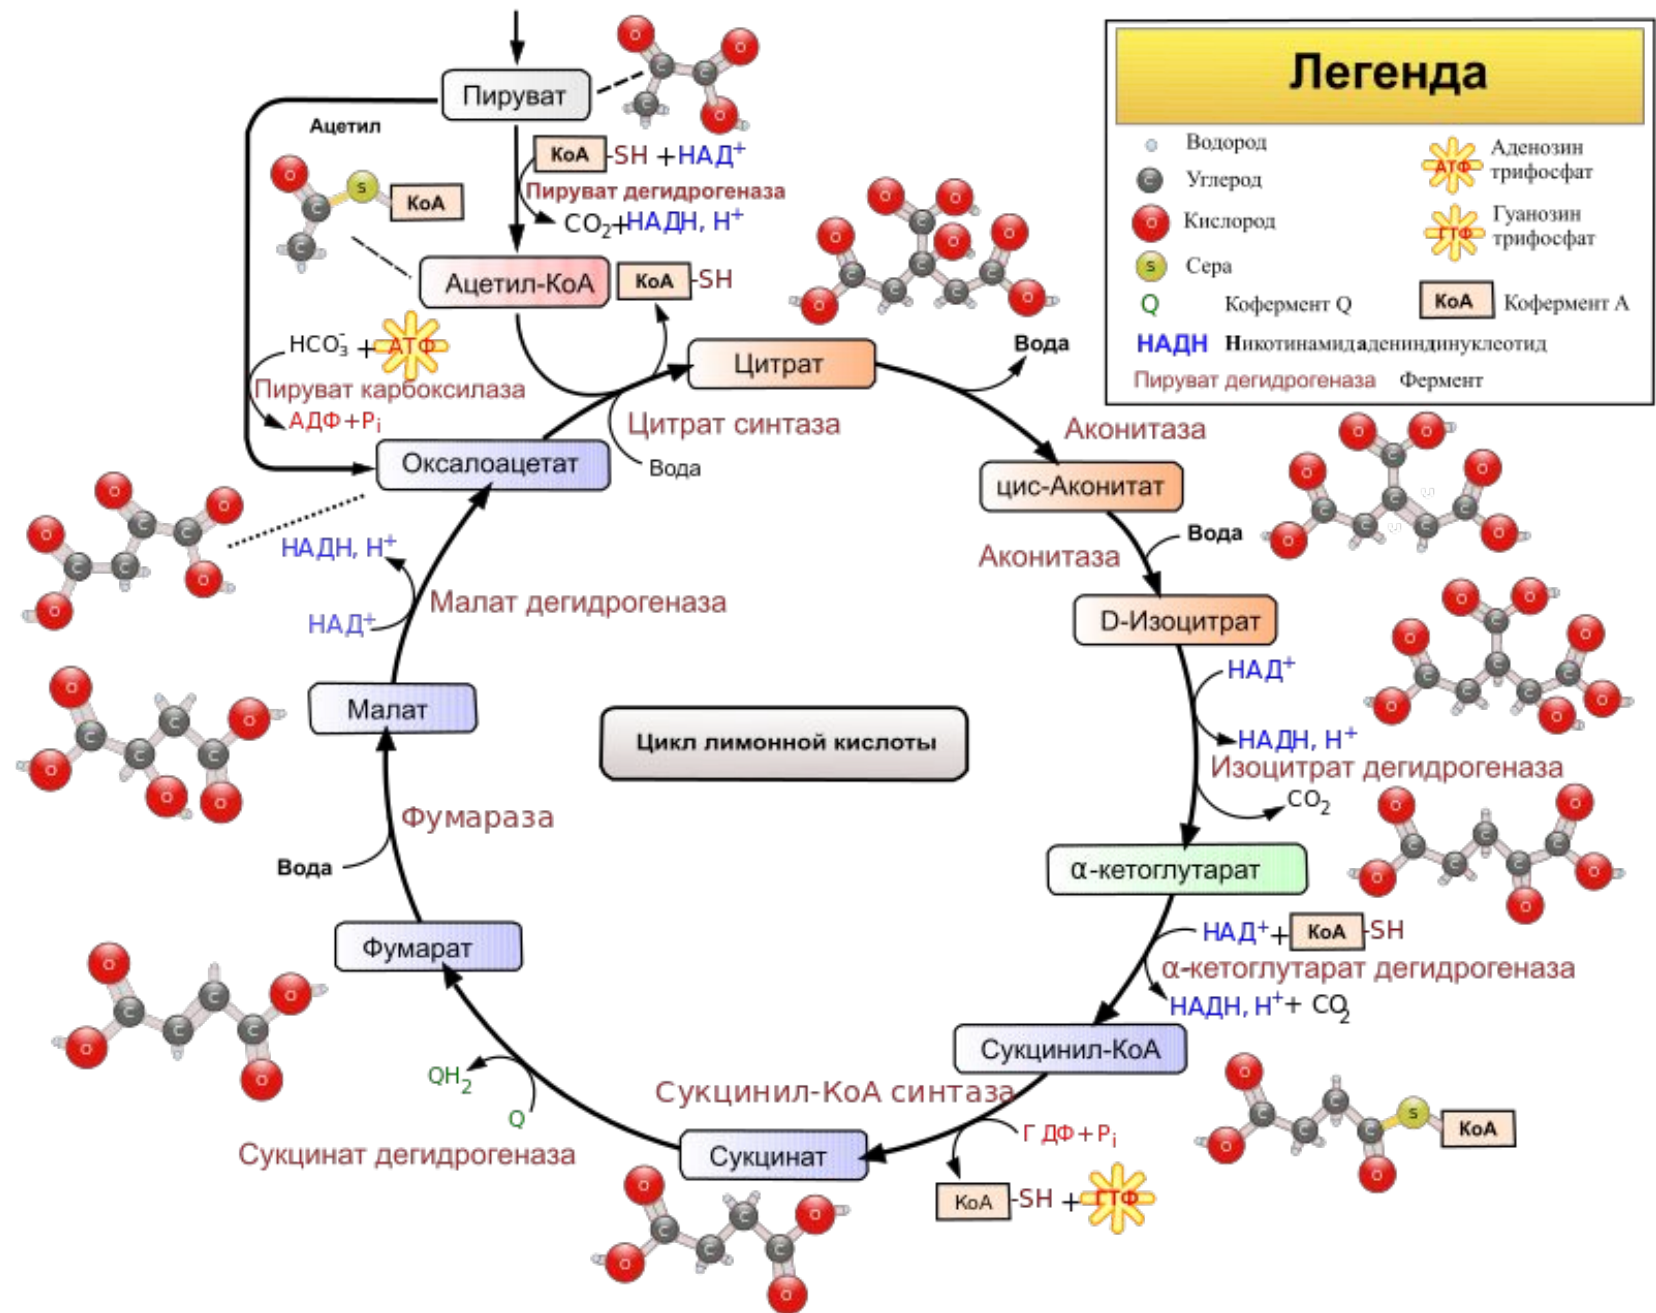 Пируват
Ацетил
КоА -SH +НАД⁺
Пируват дегидрогеназа
CO₂+НАДН, H⁺
S
КоА
Ацетил-КоА
КоА -SH
HCO₃⁻ + АТФ
Пируват карбоксилаза
АДФ+Pᵢ
Оксалоацетат
Цитрат синтаза
Вода
Цитрат
Вода
Аконитаза
цис-Аконитат
Аконитаза
Вода
D-Изоцитрат
НАД⁺
НАДН, H⁺
Изоцитрат дегидрогеназа
CO₂
α-кетоглутарат
НАД⁺+ КоА -SH
α-кетоглутарат дегидрогеназа
НАДН, H⁺+ CO₂
Сукцинил-КоА
S
КоА
Сукцинил-КоА синтаза
ГДФ+Pᵢ
КоА -SH + ГТФ
Сукцинат
Сукцинат дегидрогеназа
Q
QH₂
Фумарат
Вода
Фумараза
Малат
НАД⁺
Малат дегидрогеназа
НАДН, H⁺
Цикл лимонной кислоты
Легенда
Водород
Углерод
Кислород
S Сера
Q Кофермент Q
НАДН Никотинамидадениндинуклеотид
Пируват дегидрогеназа Фермент
АТФ Аденозин
трифосфат
ГТФ Гуанозин
трифосфат
КоА Кофермент А